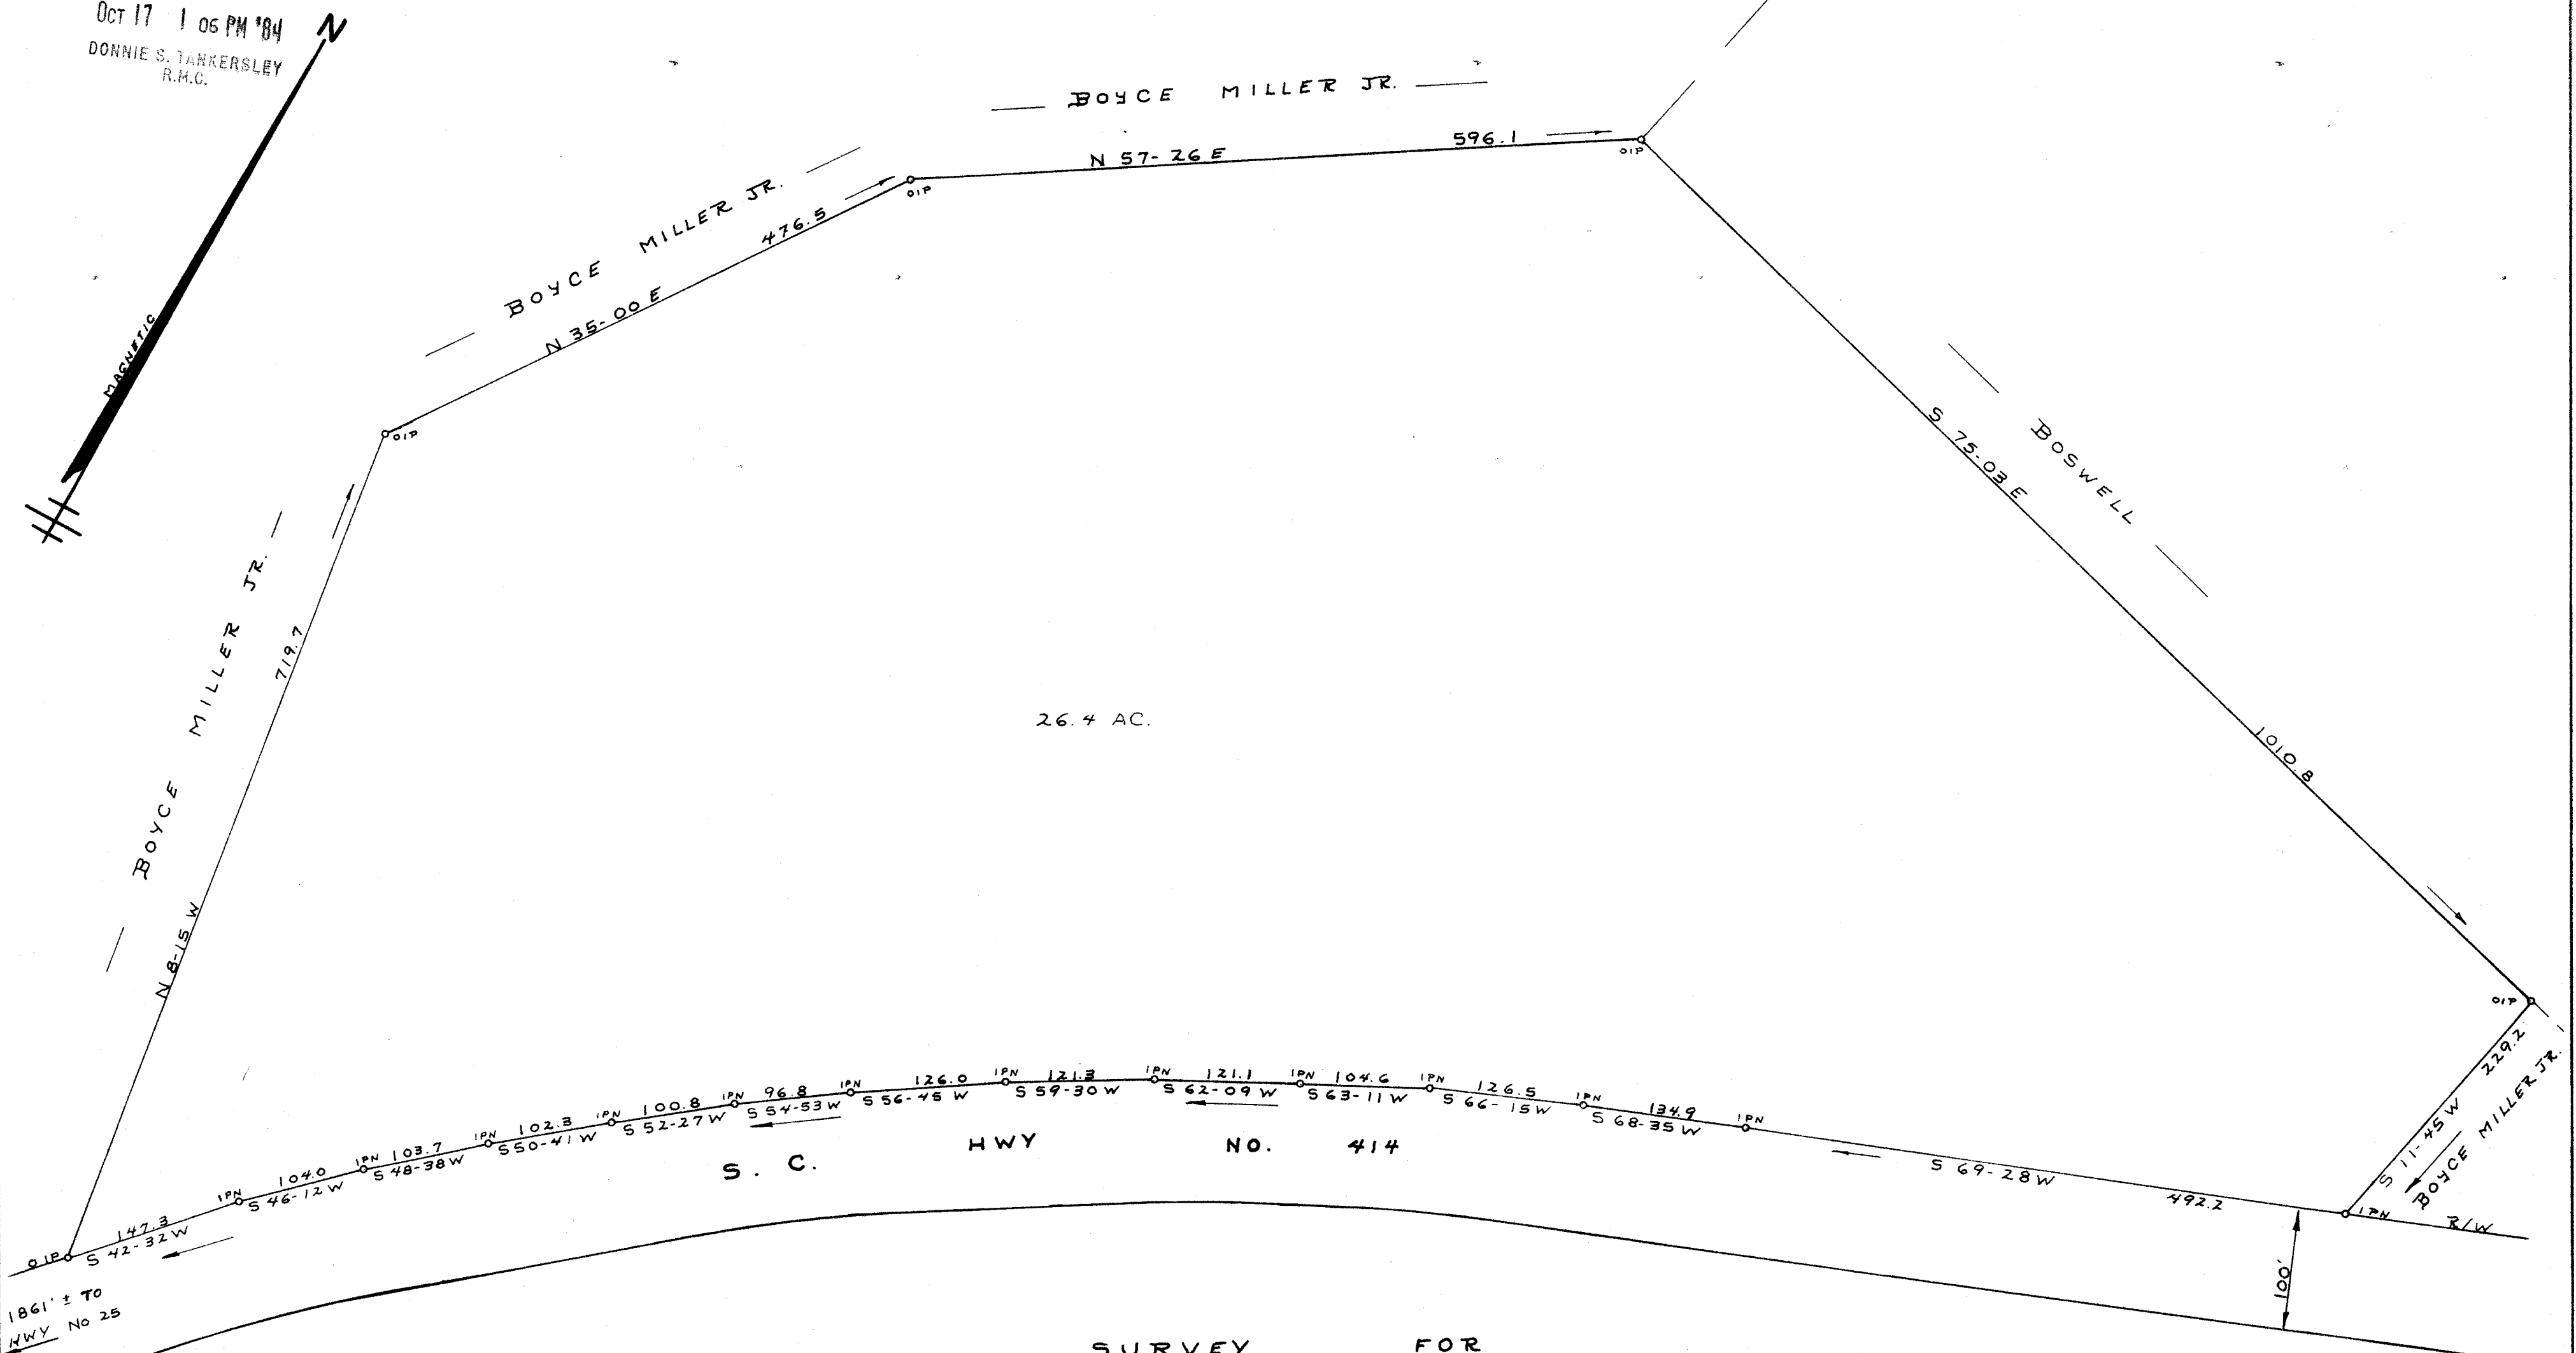 OCT 17 1 06 PM '84
DONNIE S. TANKERSLEY
R.M.C.
N
MAGNETIC
BOYCE MILLER JR.
N 57-26 E 596.1
OIP
OIP
BOYCE MILLER JR.
N 35-00 E 476.5
OIP
BOYCE MILLER JR.
N 8-15 W 719.7
BOSWELL
S 75-03 E 1010.8
OIP
26.4 AC.
S 11-45 W 229.2
BOYCE MILLER JR.
IPN
R/W
S 69-28 W 492.2
IPN
134.9
S 68-35 W
IPN
126.5
S 66-15 W
IPN
104.6
S 63-11 W
IPN
121.1
S 62-09 W
IPN
121.3
S 59-30 W
IPN
126.0
S 56-45 W
IPN
96.8
S 54-53 W
IPN
100.8
S 52-27 W
IPN
102.3
S 50-41 W
IPN
103.7
S 48-38 W
IPN
104.0
S 46-12 W
IPN
147.3
S 42-32 W
OIP
S. C. HWY NO. 414
100'
1861' ± TO
HWY No 25
SURVEY FOR